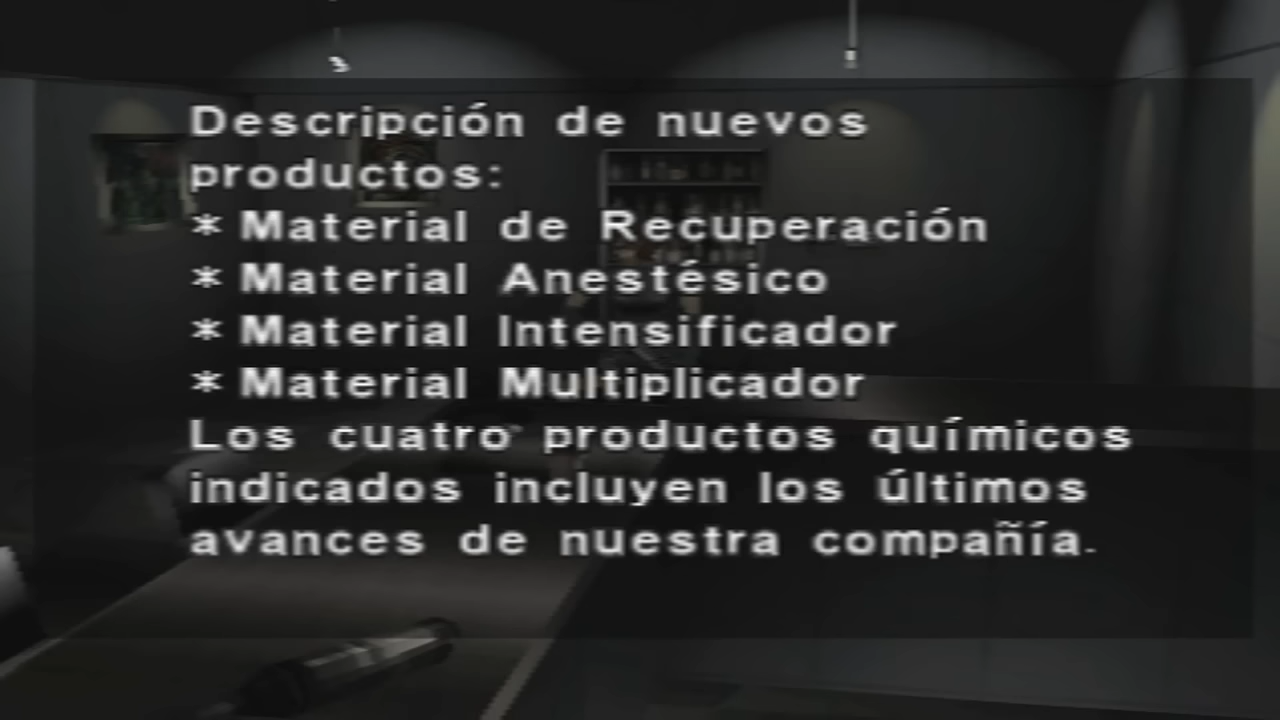 Descripción de nuevos
productos:
* Material de Recuperación
* Material Anestésico
* Material Intensificador
* Material Multiplicador
Los cuatro productos químicos
indicados incluyen los últimos
avances de nuestra compañía.